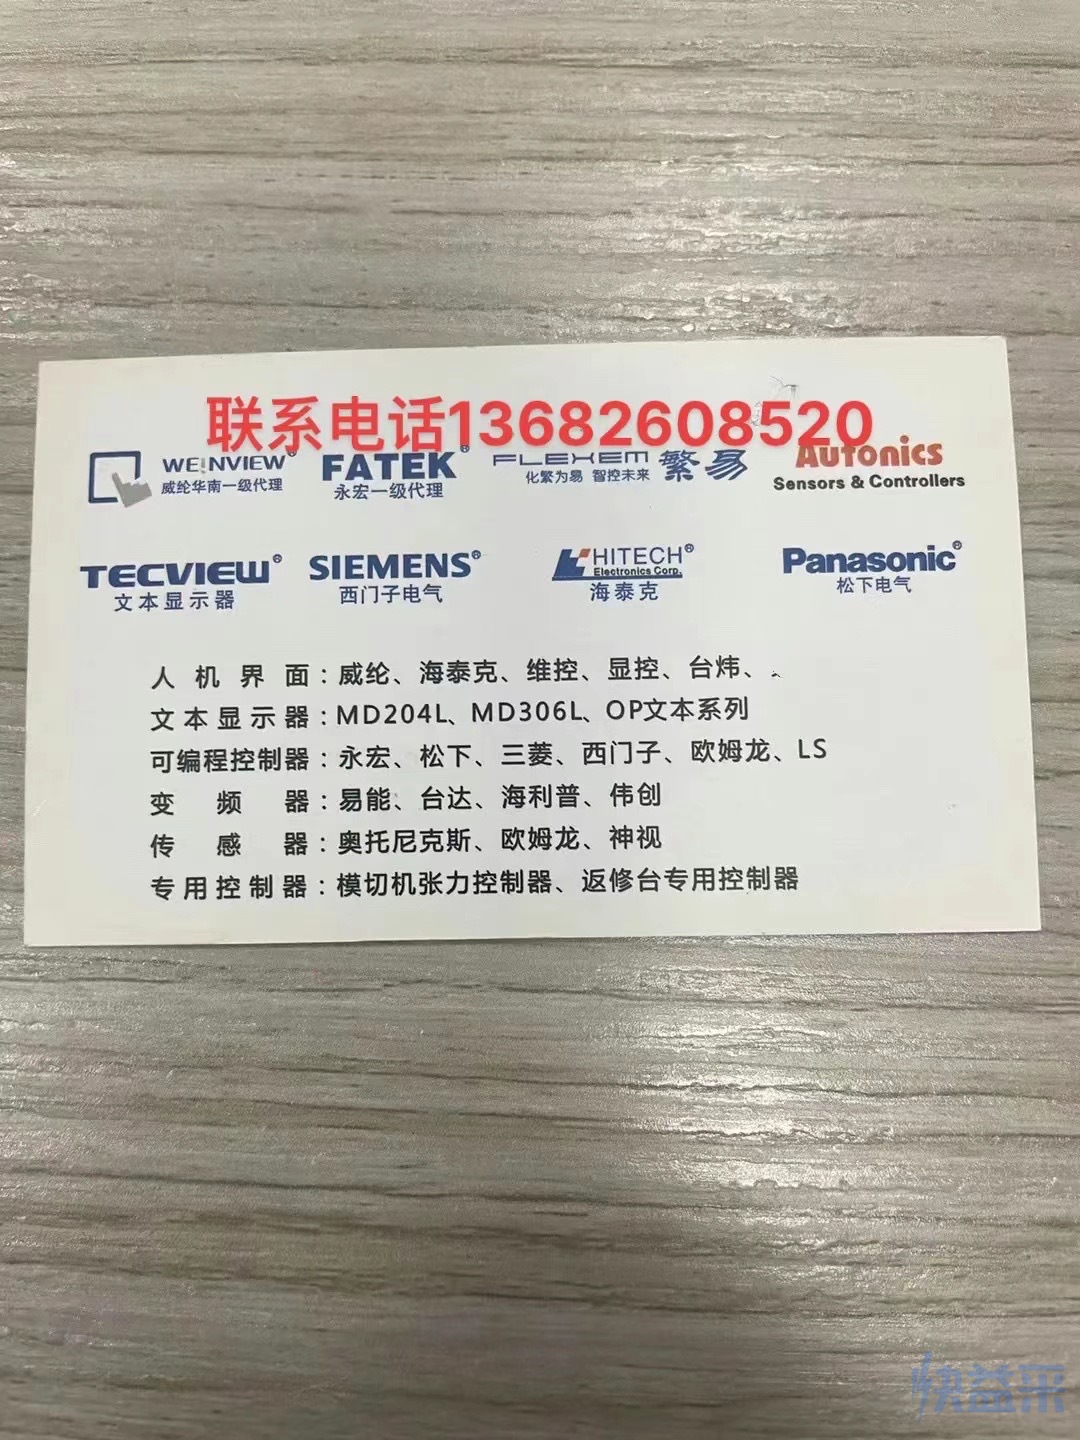 联系电话13682608520
WEINVIEW® FATEK® FLEXEM 繁易 Autonics
威纶华南一级代理 永宏一级代理 化繁为易 智控未来 Sensors & Controllers
TECVIEW® SIEMENS® HITECH® Panasonic®
Electronics Corp.
文本显示器 西门子电气 海泰克 松下电气
人机界面：威纶、海泰克、维控、显控、台炜、
文本显示器：MD204L、MD306L、OP文本系列
可编程控制器：永宏、松下、三菱、西门子、欧姆龙、LS
变频器：易能、台达、海利普、伟创
传感器：奥托尼克斯、欧姆龙、神视
专用控制器：模切机张力控制器、返修台专用控制器
快益采